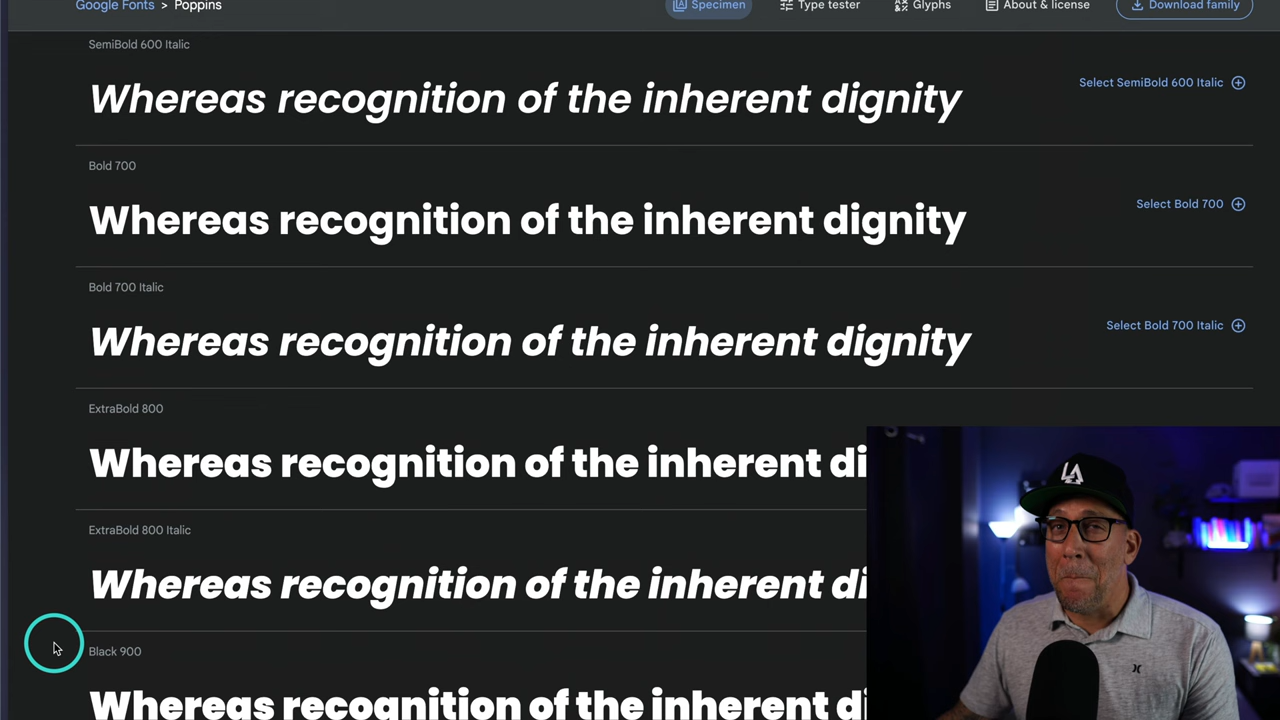 Google Fonts > Poppins
Specimen
Type tester
Glyphs
About & license
Download family
SemiBold 600 Italic
Whereas recognition of the inherent dignity
Select SemiBold 600 Italic
Bold 700
Whereas recognition of the inherent dignity
Select Bold 700
Bold 700 Italic
Whereas recognition of the inherent dignity
Select Bold 700 Italic
ExtraBold 800
Whereas recognition of the inherent di
ExtraBold 800 Italic
Whereas recognition of the inherent di
Black 900
Whereas recognition of the inherent di
LA